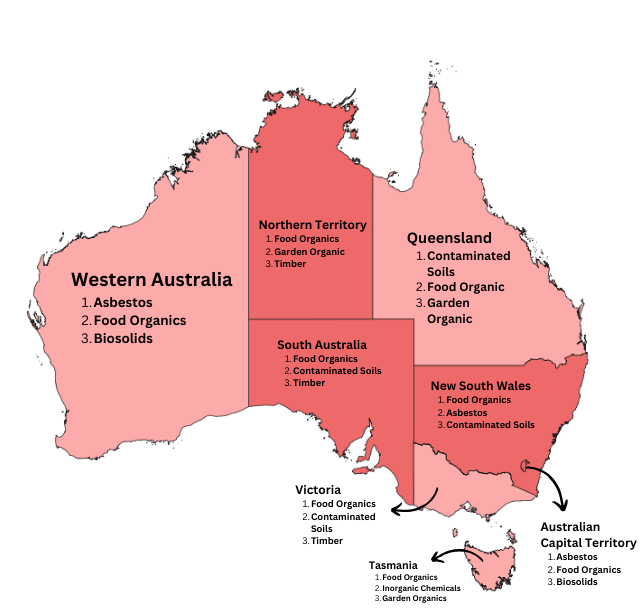 Northern Territory
1. Food Organics
2. Garden Organic
3. Timber
Queensland
1. Contaminated
Soils
2. Food Organic
3. Garden
Organic
Western Australia
1. Asbestos
2. Food Organics
3. Biosolids
South Australia
1. Food Organics
2. Contaminated Soils
3. Timber
New South Wales
1. Food Organics
2. Asbestos
3. Contaminated Soils
Victoria
1. Food Organics
2. Contaminated
Soils
3. Timber
Australian
Capital Territory
1. Asbestos
2. Food Organics
3. Biosolids
Tasmania
1. Food Organics
2. Inorganic Chemicals
3. Garden Organics